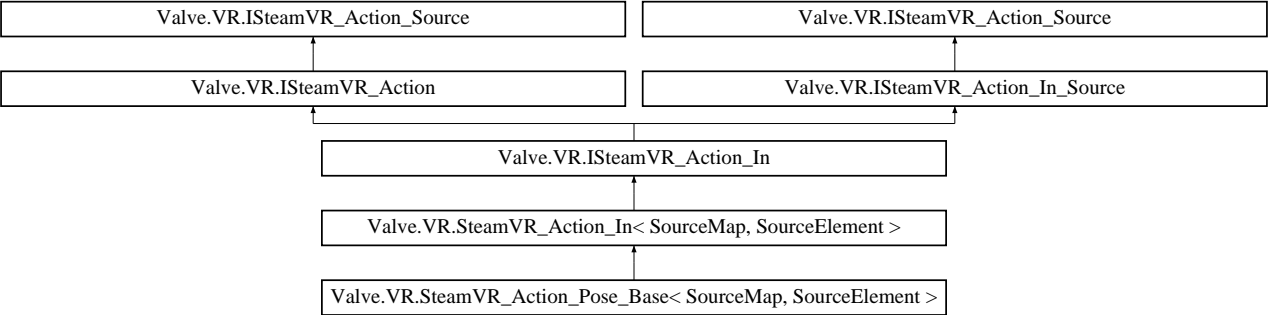 Valve.VR.ISteamVR_Action_Source
Valve.VR.ISteamVR_Action_Source
Valve.VR.ISteamVR_Action
Valve.VR.ISteamVR_Action_In_Source
Valve.VR.ISteamVR_Action_In
Valve.VR.SteamVR_Action_In< SourceMap, SourceElement >
Valve.VR.SteamVR_Action_Pose_Base< SourceMap, SourceElement >